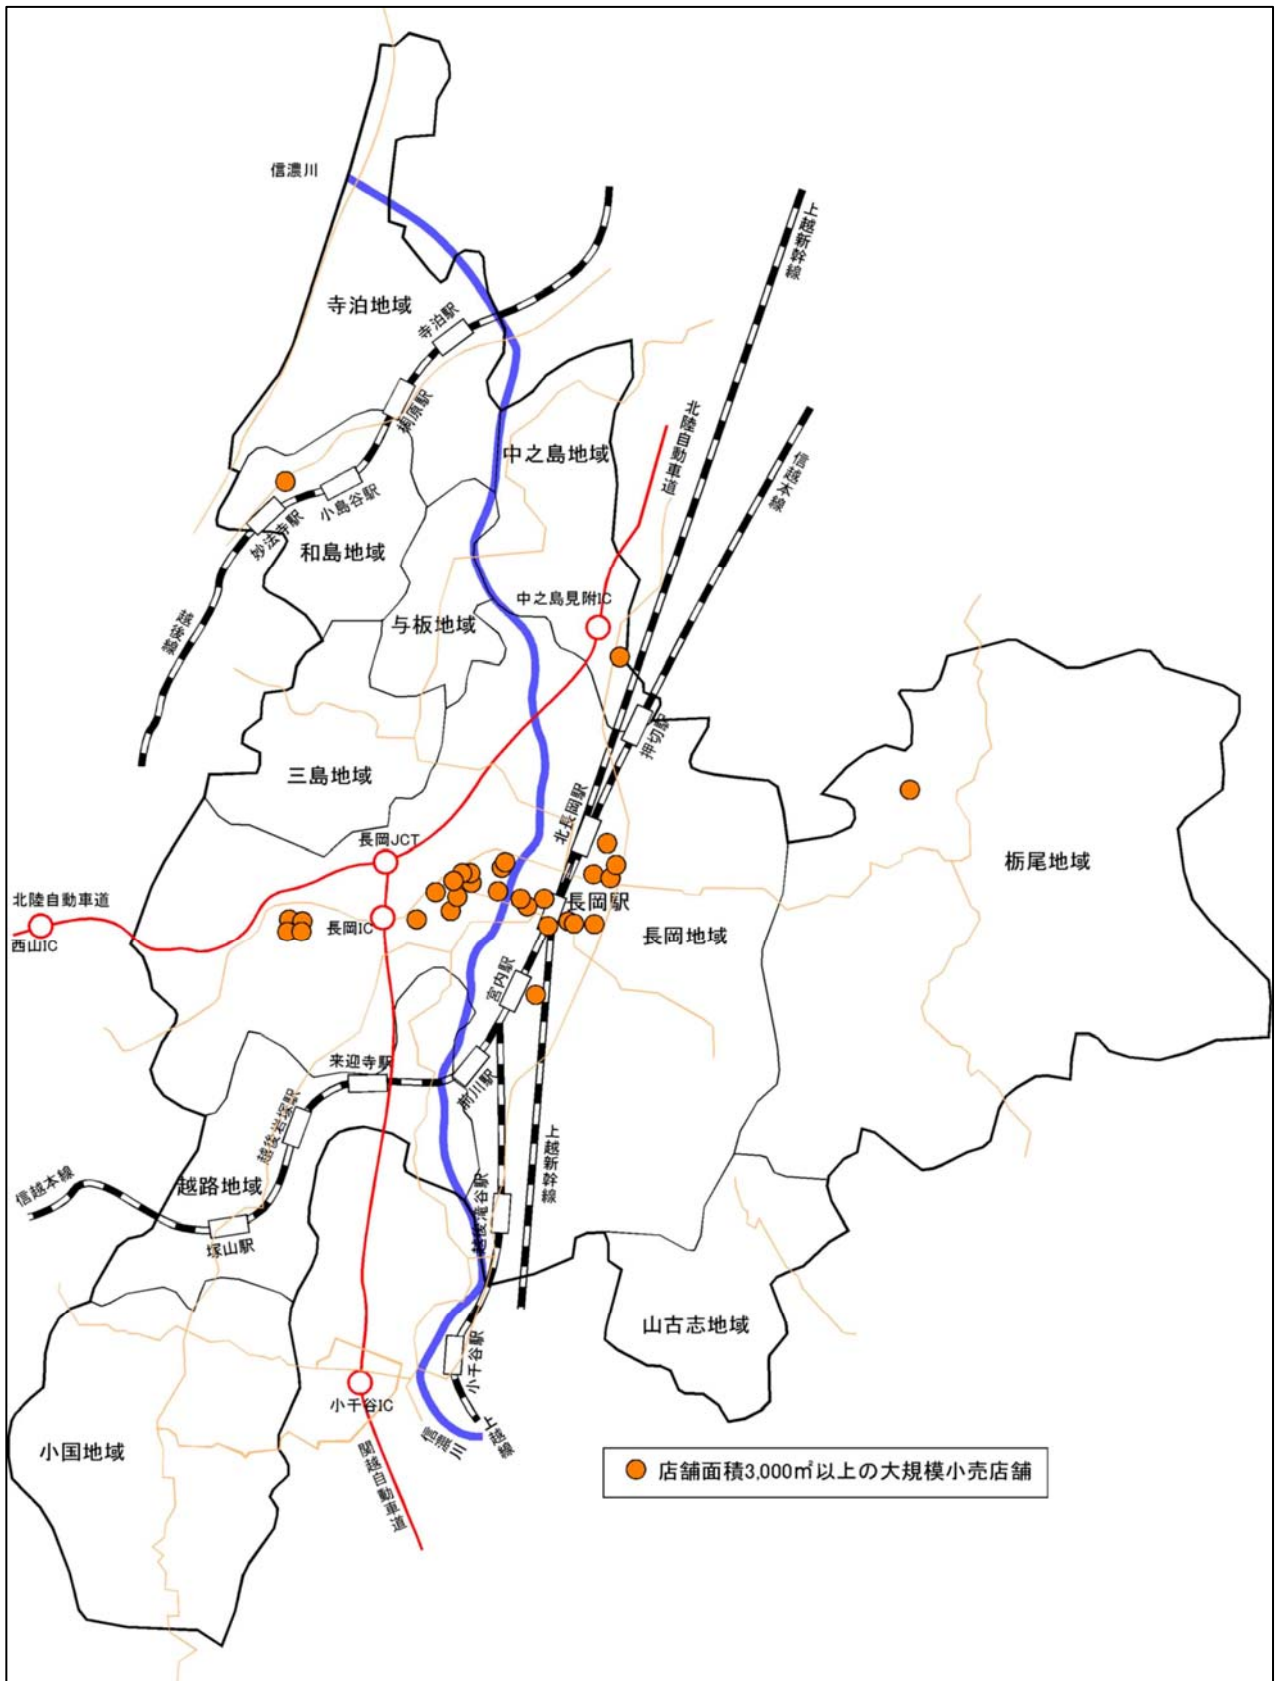 信濃川
上越新幹線
寺泊地域
寺泊駅
桐原駅
北陸自動車道
中之島地域
信越本線
小島谷駅
妙法寺駅
和島地域
中之島見附IC
与板地域
越後線
押切駅
三島地域
北長岡駅
長岡JCT
栃尾地域
北陸自動車道
長岡駅
長岡IC
西山IC
長岡地域
宮内駅
来迎寺駅
前川駅
越後岩塚駅
上越新幹線
信越本線
越路地域
越後滝谷駅
塚山駅
山古志地域
小千谷駅
小千谷IC
信濃川
上越線
小国地域
関越自動車道
店舗面積3,000㎡以上の大規模小売店舗